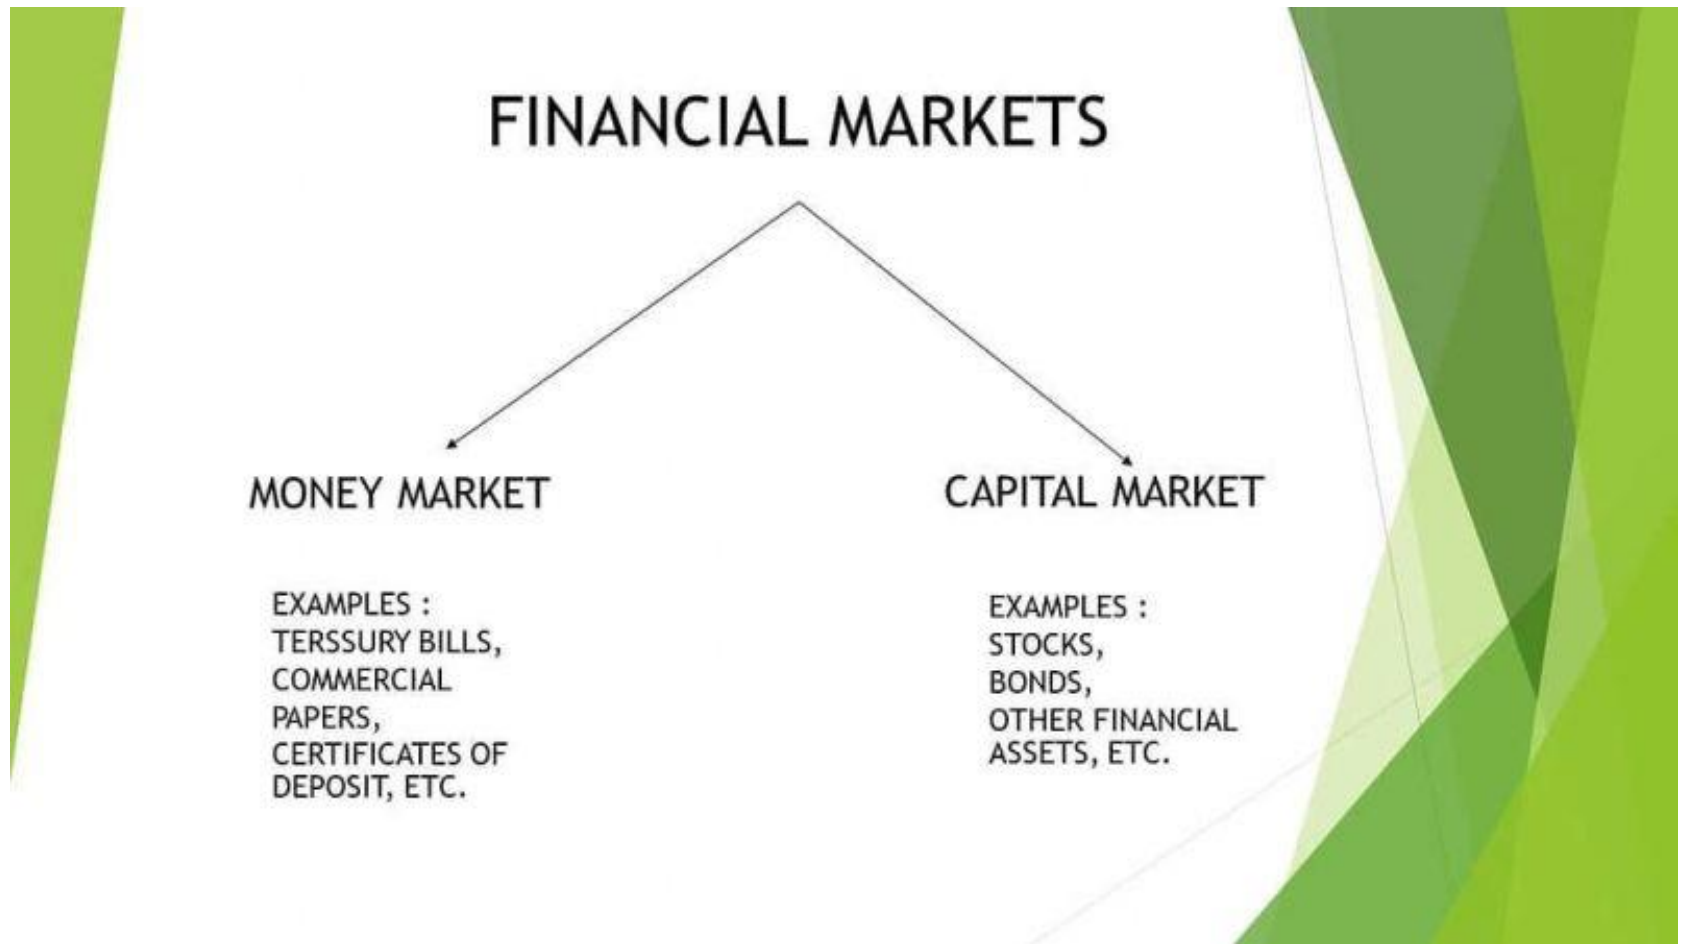 FINANCIAL MARKETS
MONEY MARKET
EXAMPLES :
TERSSURY BILLS,
COMMERCIAL
PAPERS,
CERTIFICATES OF
DEPOSIT, ETC.
CAPITAL MARKET
EXAMPLES :
STOCKS,
BONDS,
OTHER FINANCIAL
ASSETS, ETC.